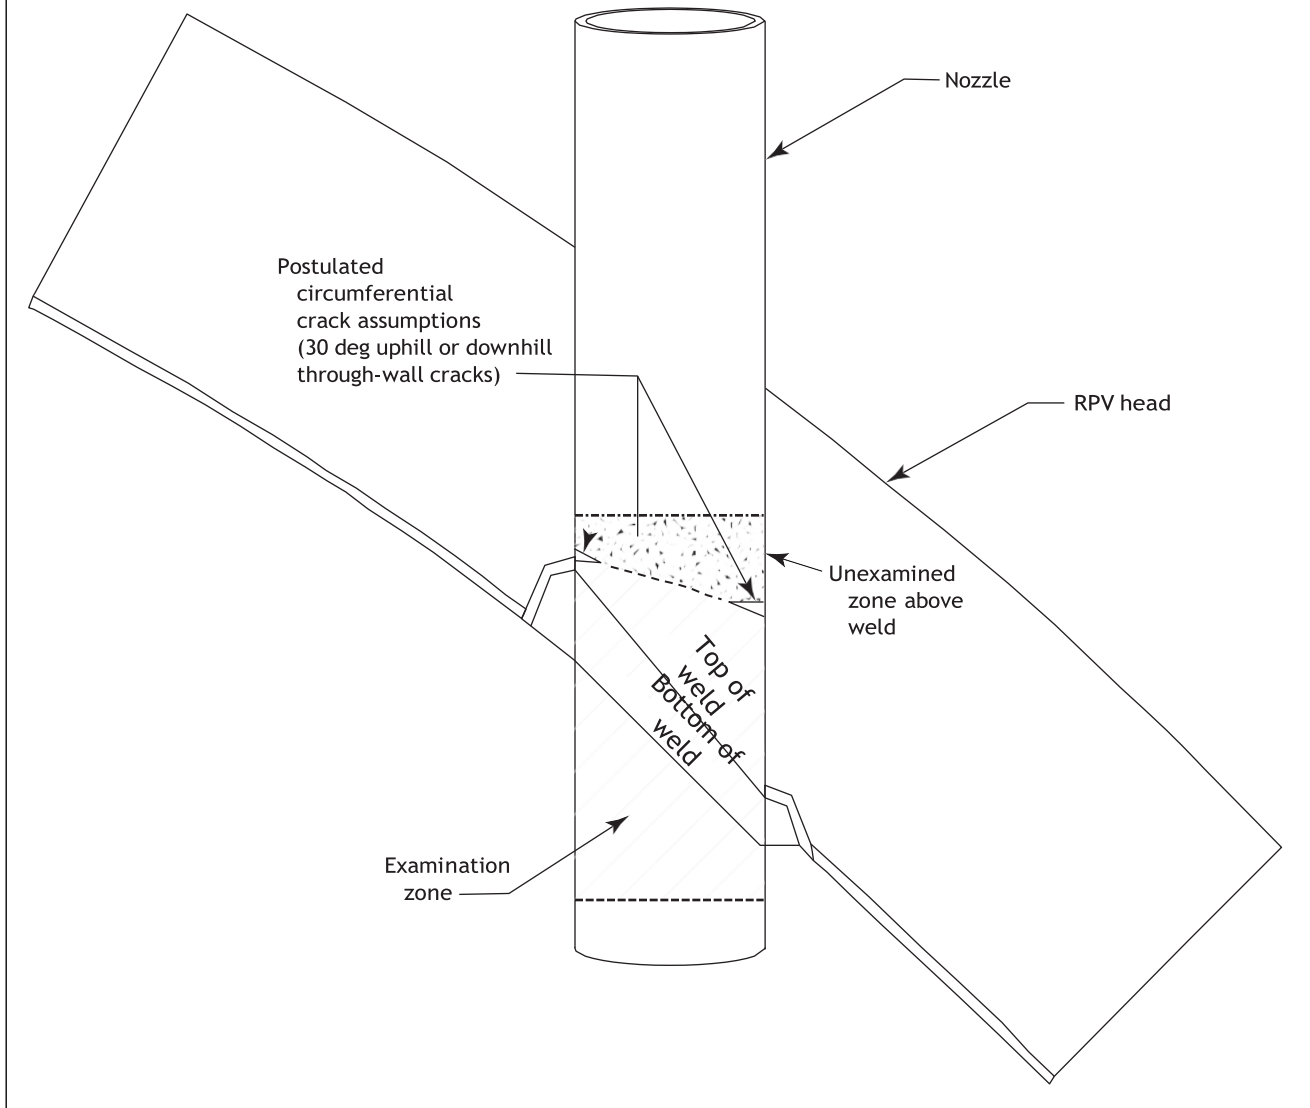 Nozzle
Postulated
circumferential
crack assumptions
(30 deg uphill or downhill
through-wall cracks)
RPV head
Unexamined
zone above
weld
Top of
weld
Bottom of
weld
Examination
zone